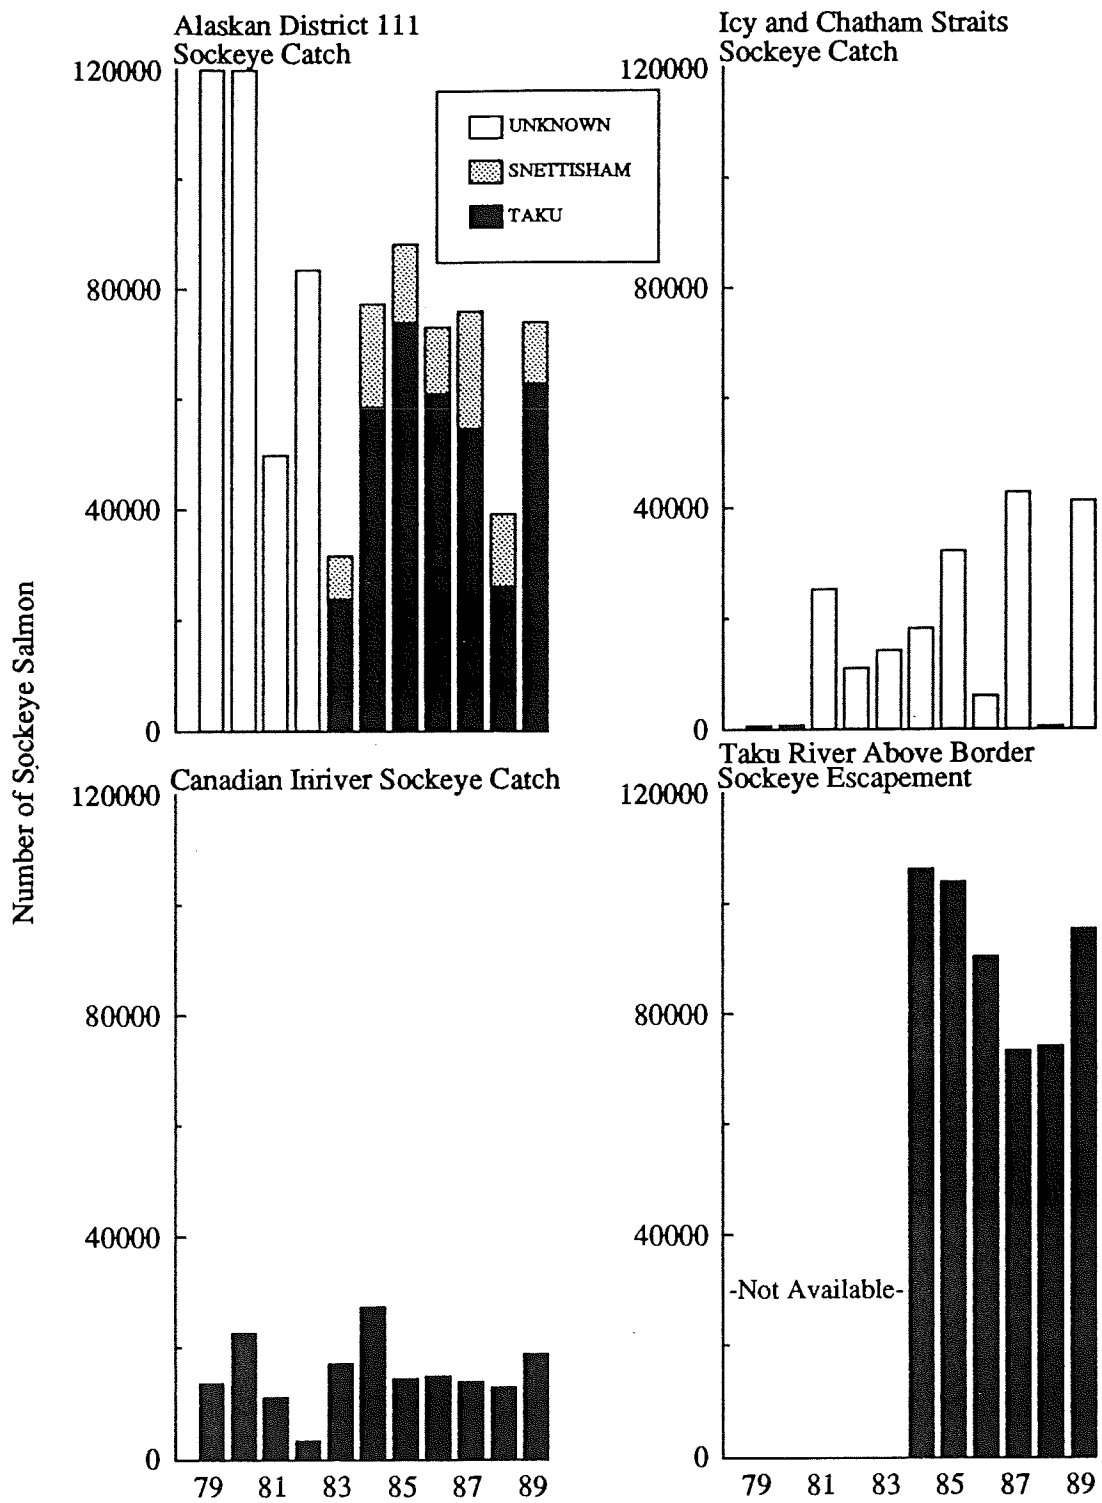 Alaskan District 111
Sockeye Catch
120000
80000
40000
0
UNKNOWN
SNETTISHAM
TAKU
Icy and Chatham Straits
Sockeye Catch
120000
80000
40000
0
Number of Sockeye Salmon
Canadian Inriver Sockeye Catch
120000
80000
40000
0
79 81 83 85 87 89
Taku River Above Border
Sockeye Escapement
120000
80000
40000
-Not Available-
0
79 81 83 85 87 89